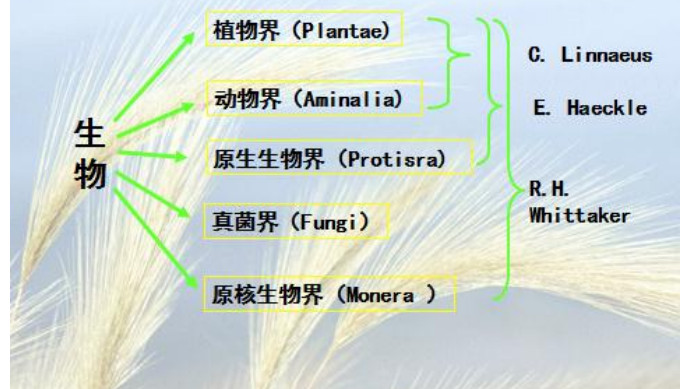 植物界（Plantae)
C. Linnaeus
动物界（Aminalia)
E. Haeckle
生
物
原生生物界（Protisra)
R.H.
Whittaker
真菌界（Fungi）
原核生物界（Monera ）